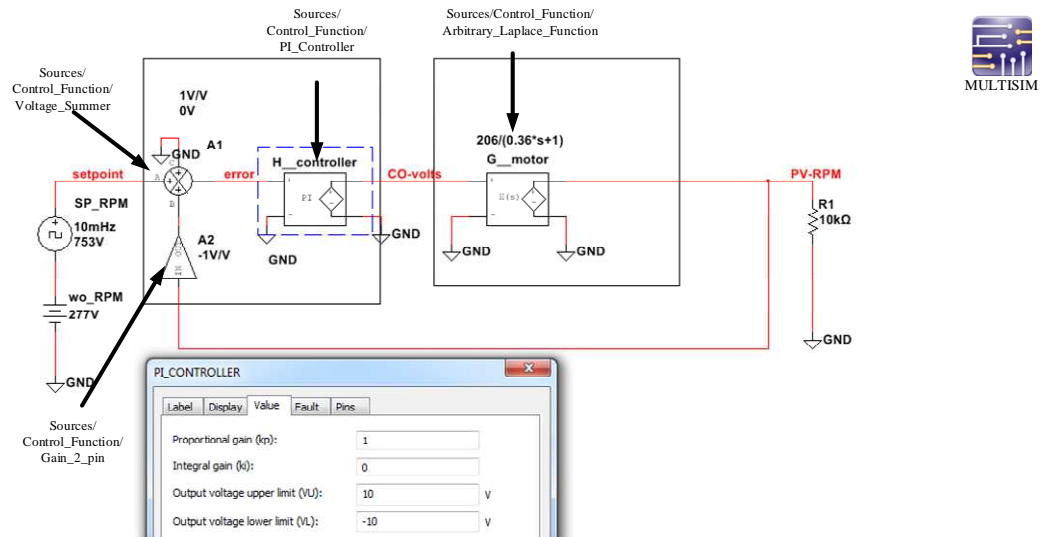 Sources/
Control_Function/
PI_Controller
Sources/Control_Function/
Arbitrary_Laplace_Function
MULTISIM
Sources/
Control_Function/
Voltage_Summer
1V/V
0V
A1
GND
C
A
B
setpoint
error
H__controller
PI
CO-volts
206/(0.36*s+1)
G__motor
E(s)
PV-RPM
R1
10kΩ
SP_RPM
10mHz
753V
A2
-1V/V
OUT
IN
GND
GND
GND
GND
wo_RPM
277V
GND
GND
Sources/
Control_Function/
Gain_2_pin
PI_CONTROLLER
x
Label Display Value Fault Pins
Proportional gain (kp): 1
Integral gain (ki): 0
Output voltage upper limit (VU): 10 V
Output voltage lower limit (VL): -10 V